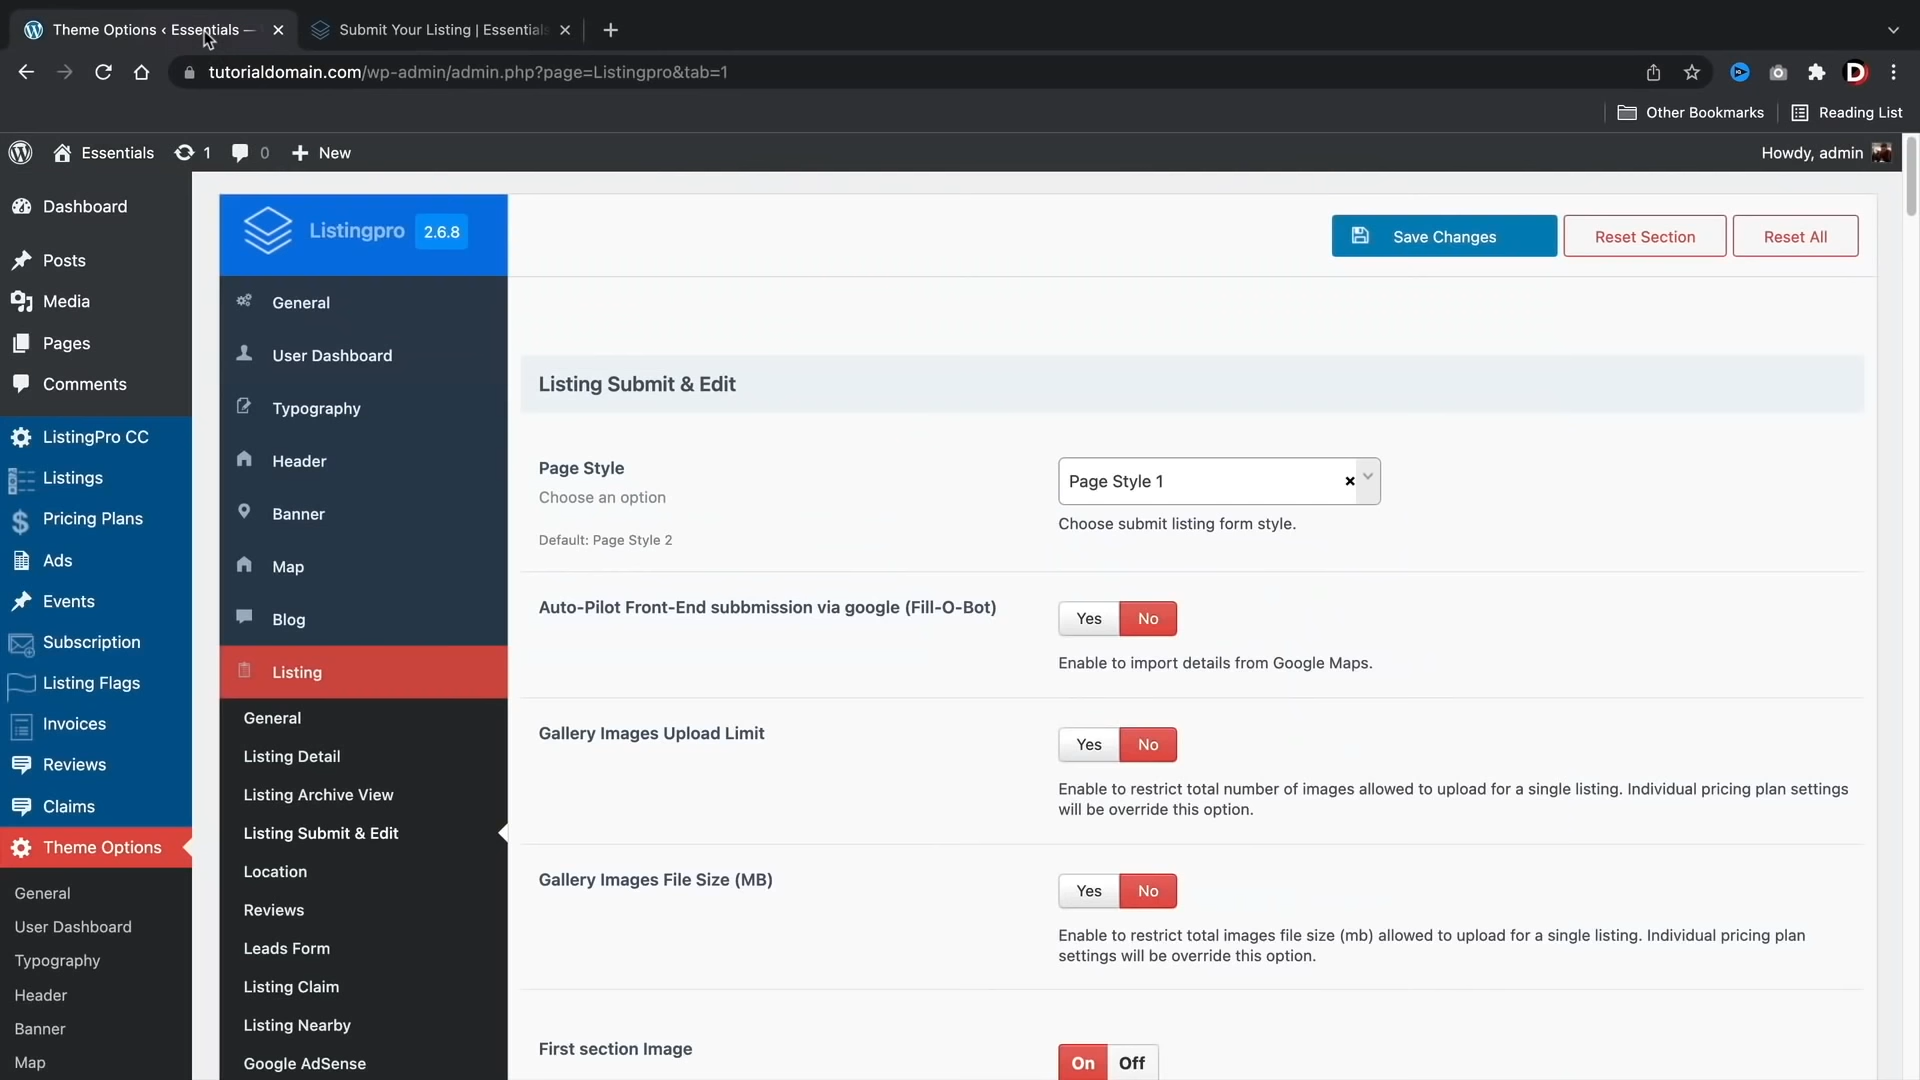 Theme Options ‹ Essentials —
Submit Your Listing | Essentials
tutorialdomain.com/wp-admin/admin.php?page=Listingpro&tab=1
Other Bookmarks
Reading List
Essentials
1
0
New
Howdy, admin
Dashboard
Posts
Media
Pages
Comments
ListingPro CC
Listings
Pricing Plans
Ads
Events
Subscription
Listing Flags
Invoices
Reviews
Claims
Theme Options
General
User Dashboard
Typography
Header
Banner
Map
Listingpro 2.6.8
General
User Dashboard
Typography
Header
Banner
Map
Blog
Listing
General
Listing Detail
Listing Archive View
Listing Submit & Edit
Location
Reviews
Leads Form
Listing Claim
Listing Nearby
Google AdSense
Save Changes
Reset Section
Reset All
Listing Submit & Edit
Page Style
Choose an option
Default: Page Style 2
Page Style 1
Choose submit listing form style.
Auto-Pilot Front-End subbmission via google (Fill-O-Bot)
Yes No
Enable to import details from Google Maps.
Gallery Images Upload Limit
Yes No
Enable to restrict total number of images allowed to upload for a single listing. Individual pricing plan settings
will be override this option.
Gallery Images File Size (MB)
Yes No
Enable to restrict total images file size (mb) allowed to upload for a single listing. Individual pricing plan
settings will be override this option.
First section Image
On Off